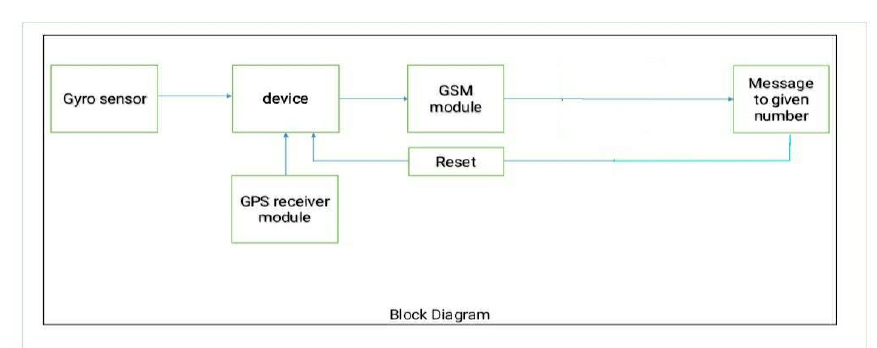 Gyro sensor
device
GSM
module
Message
to given
number
Reset
GPS receiver
module
Block Diagram